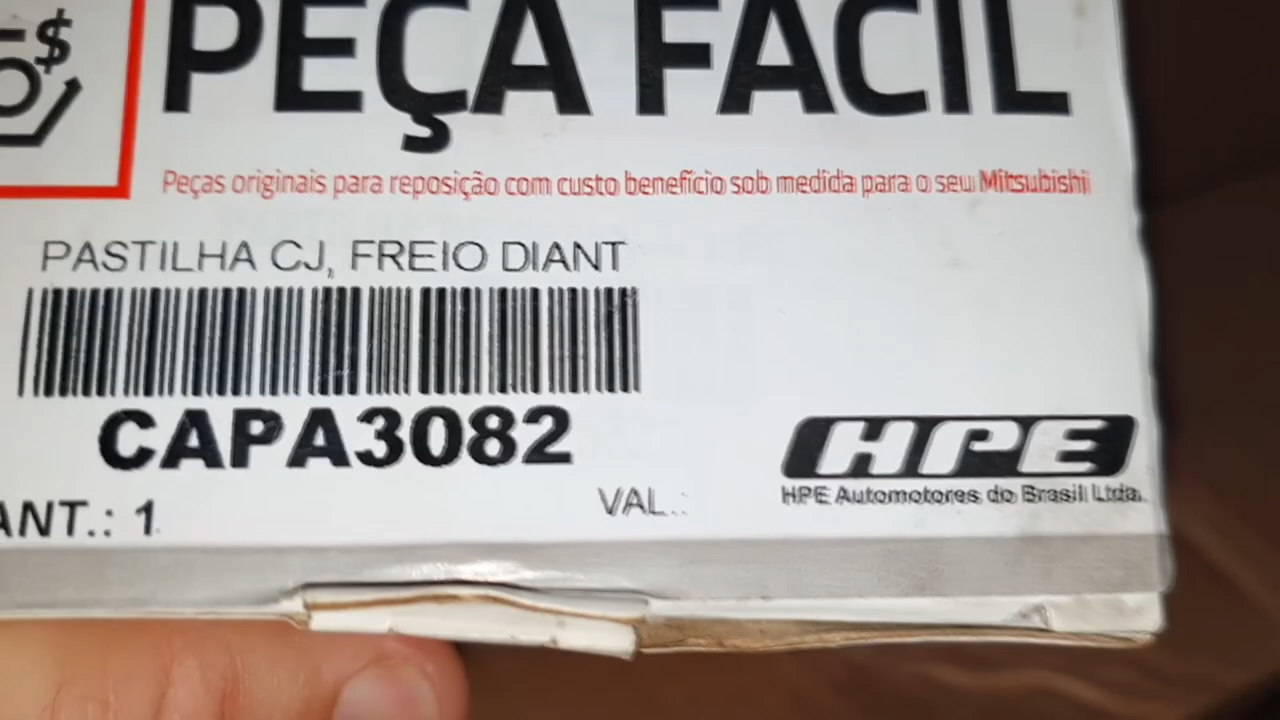 $
PEÇA FÁCIL
Peças originais para reposição com custo benefício sob medida para o seu Mitsubishi
PASTILHA CJ, FREIO DIANT
CAPA3082
HPE
HPE Automotores do Brasil Ltda.
ANT.: 1
VAL.: